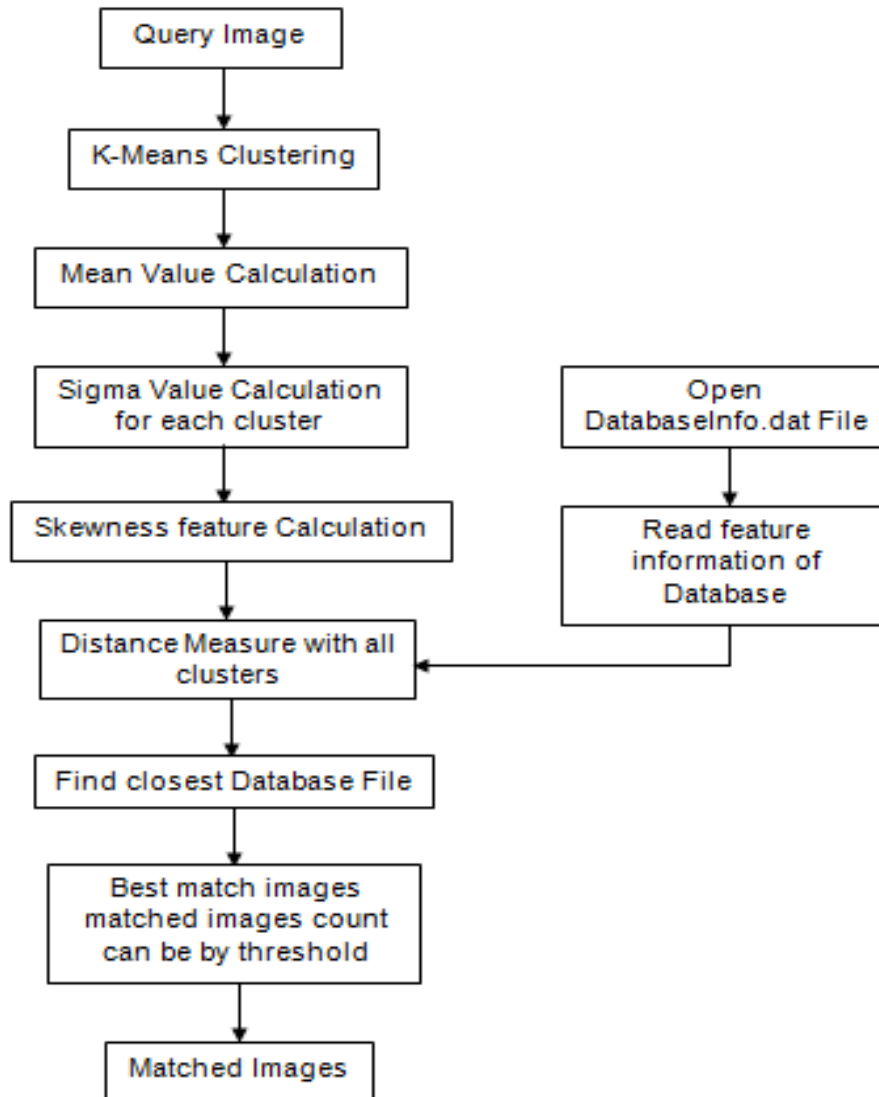 Query Image
K-Means Clustering
Mean Value Calculation
Sigma Value Calculation
for each cluster
Open
DatabaseInfo.dat File
Skewness feature Calculation
Read feature
information of
Database
Distance Measure with all
clusters
Find closest Database File
Best match images
matched images count
can be by threshold
Matched Images